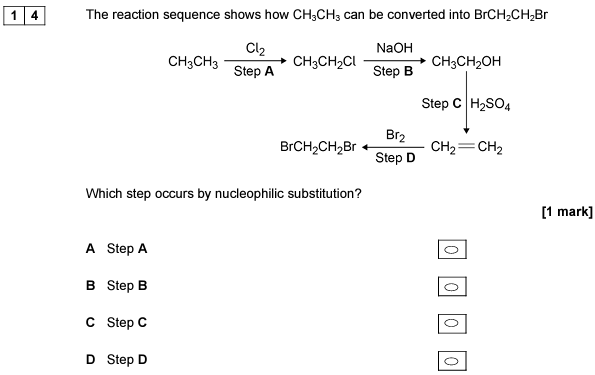 1 4 The reaction sequence shows how CH₃CH₃ can be converted into BrCH₂CH₂Br
CH₃CH₃ Cl₂ Step A CH₃CH₂Cl NaOH Step B CH₃CH₂OH
Step C H₂SO₄
BrCH₂CH₂Br Br₂ Step D CH₂=CH₂
Which step occurs by nucleophilic substitution?
[1 mark]
A Step A
B Step B
C Step C
D Step D